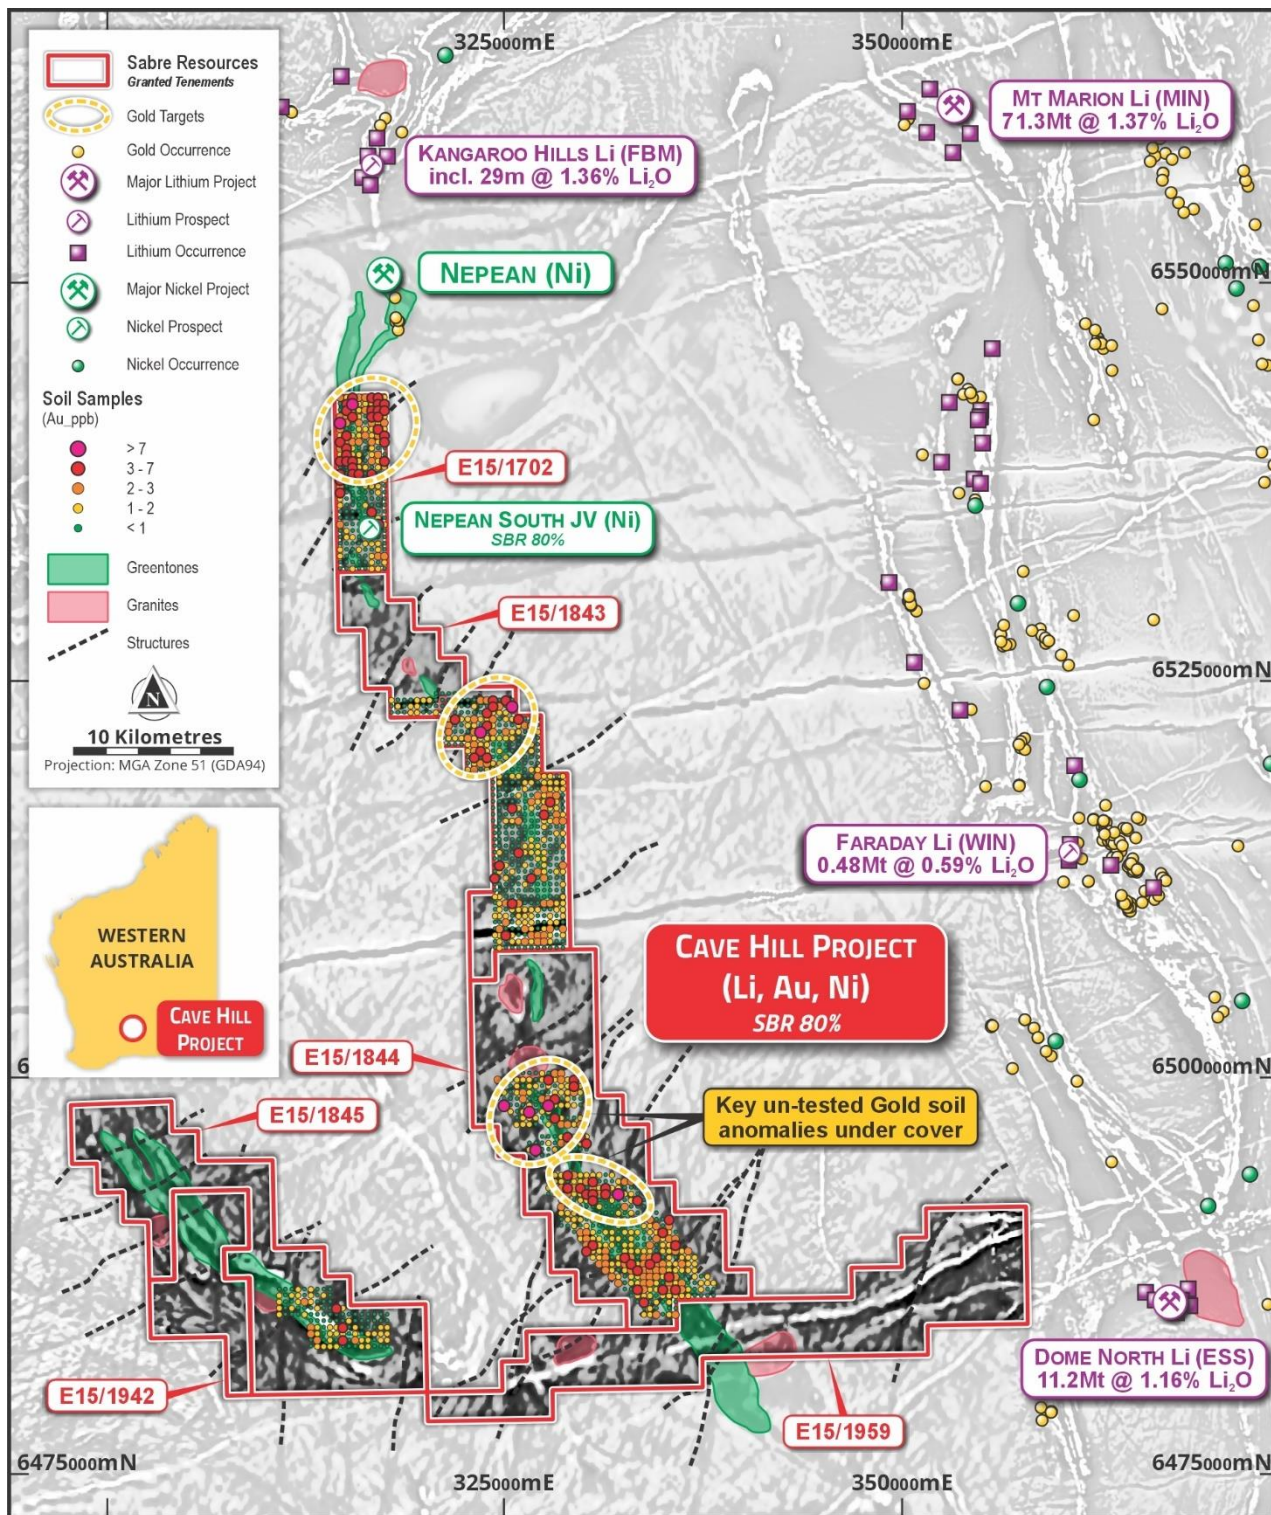 325000mE
350000mE
Sabre Resources
Granted Tenements
Gold Targets
Gold Occurrence
Major Lithium Project
Lithium Prospect
Lithium Occurrence
Major Nickel Project
Nickel Prospect
Nickel Occurrence
Soil Samples
(Au_ppb)
> 7
3 - 7
2 - 3
1 - 2
< 1
Greentones
Granites
Structures
N
10 Kilometres
Projection: MGA Zone 51 (GDA94)
WESTERN
AUSTRALIA
CAVE HILL
PROJECT
KANGAROO HILLS Li (FBM)
incl. 29m @ 1.36% Li₂O
MT MARION Li (MIN)
71.3Mt @ 1.37% Li₂O
NEPEAN (Ni)
6550000mN
E15/1702
NEPEAN SOUTH JV (Ni)
SBR 80%
E15/1843
6525000mN
FARADAY Li (WIN)
0.48Mt @ 0.59% Li₂O
CAVE HILL PROJECT
(Li, Au, Ni)
SBR 80%
E15/1844
6500000mN
E15/1845
Key un-tested Gold soil
anomalies under cover
E15/1942
DOME NORTH Li (ESS)
11.2Mt @ 1.16% Li₂O
E15/1959
6475000mN
325000mE
350000mE
6475000mN